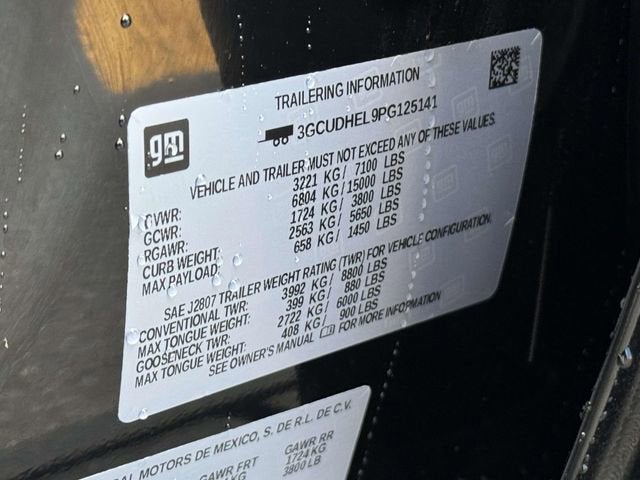 TRAILERING INFORMATION
gm
3GCUDHEL9PG125141
VEHICLE AND TRAILER MUST NOT EXCEED ANY OF THESE VALUES.
GVWR: 3221 KG/ 7100 LBS
GCWR: 6804 KG/ 15000 LBS
RGAWR: 1724 KG/ 3800 LBS
CURB WEIGHT: 2563 KG/ 5650 LBS
MAX PAYLOAD: 658 KG/ 1450 LBS
SAE J2807 TRAILER WEIGHT RATING (TWR) FOR VEHICLE CONFIGURATION.
CONVENTIONAL TWR: 3992 KG/ 8800 LBS
MAX TONGUE WEIGHT: 399 KG/ 880 LBS
GOOSENECK TWR: 2722 KG/ 6000 LBS
MAX TONGUE WEIGHT: 408 KG/ 900 LBS
SEE OWNER'S MANUAL FOR MORE INFORMATION
MOTORS DE MEXICO, S. DE R.L. DE C.V.
GAWR FRT GAWR RR
1724KG
3800 LB